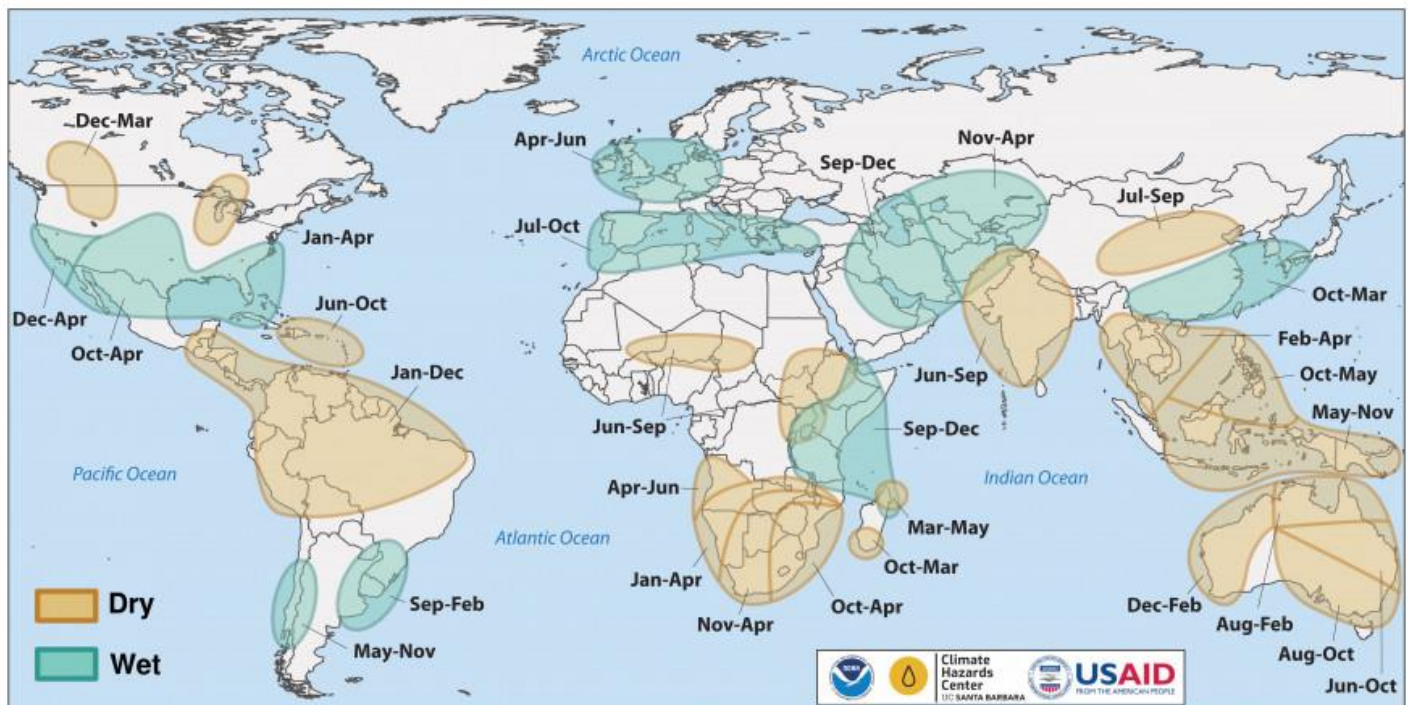 Arctic Ocean
Dec-Mar
Apr-Jun
Nov-Apr
Sep-Dec
Jul-Sep
Jan-Apr
Jul-Oct
Jun-Oct
Oct-Mar
Dec-Apr
Oct-Apr
Feb-Apr
Jan-Dec
Jun-Sep
Oct-May
May-Nov
Jun-Sep
Sep-Dec
Pacific Ocean
Indian Ocean
Apr-Jun
Mar-May
Atlantic Ocean
Oct-Mar
Jan-Apr
Dry
Sep-Feb
Oct-Apr
Dec-Feb
Nov-Apr
Aug-Feb
May-Nov
Wet
Aug-Oct
Jun-Oct
NOAA
Climate
Hazards
Center
UC SANTA BARBARA
USAID
FROM THE AMERICAN PEOPLE